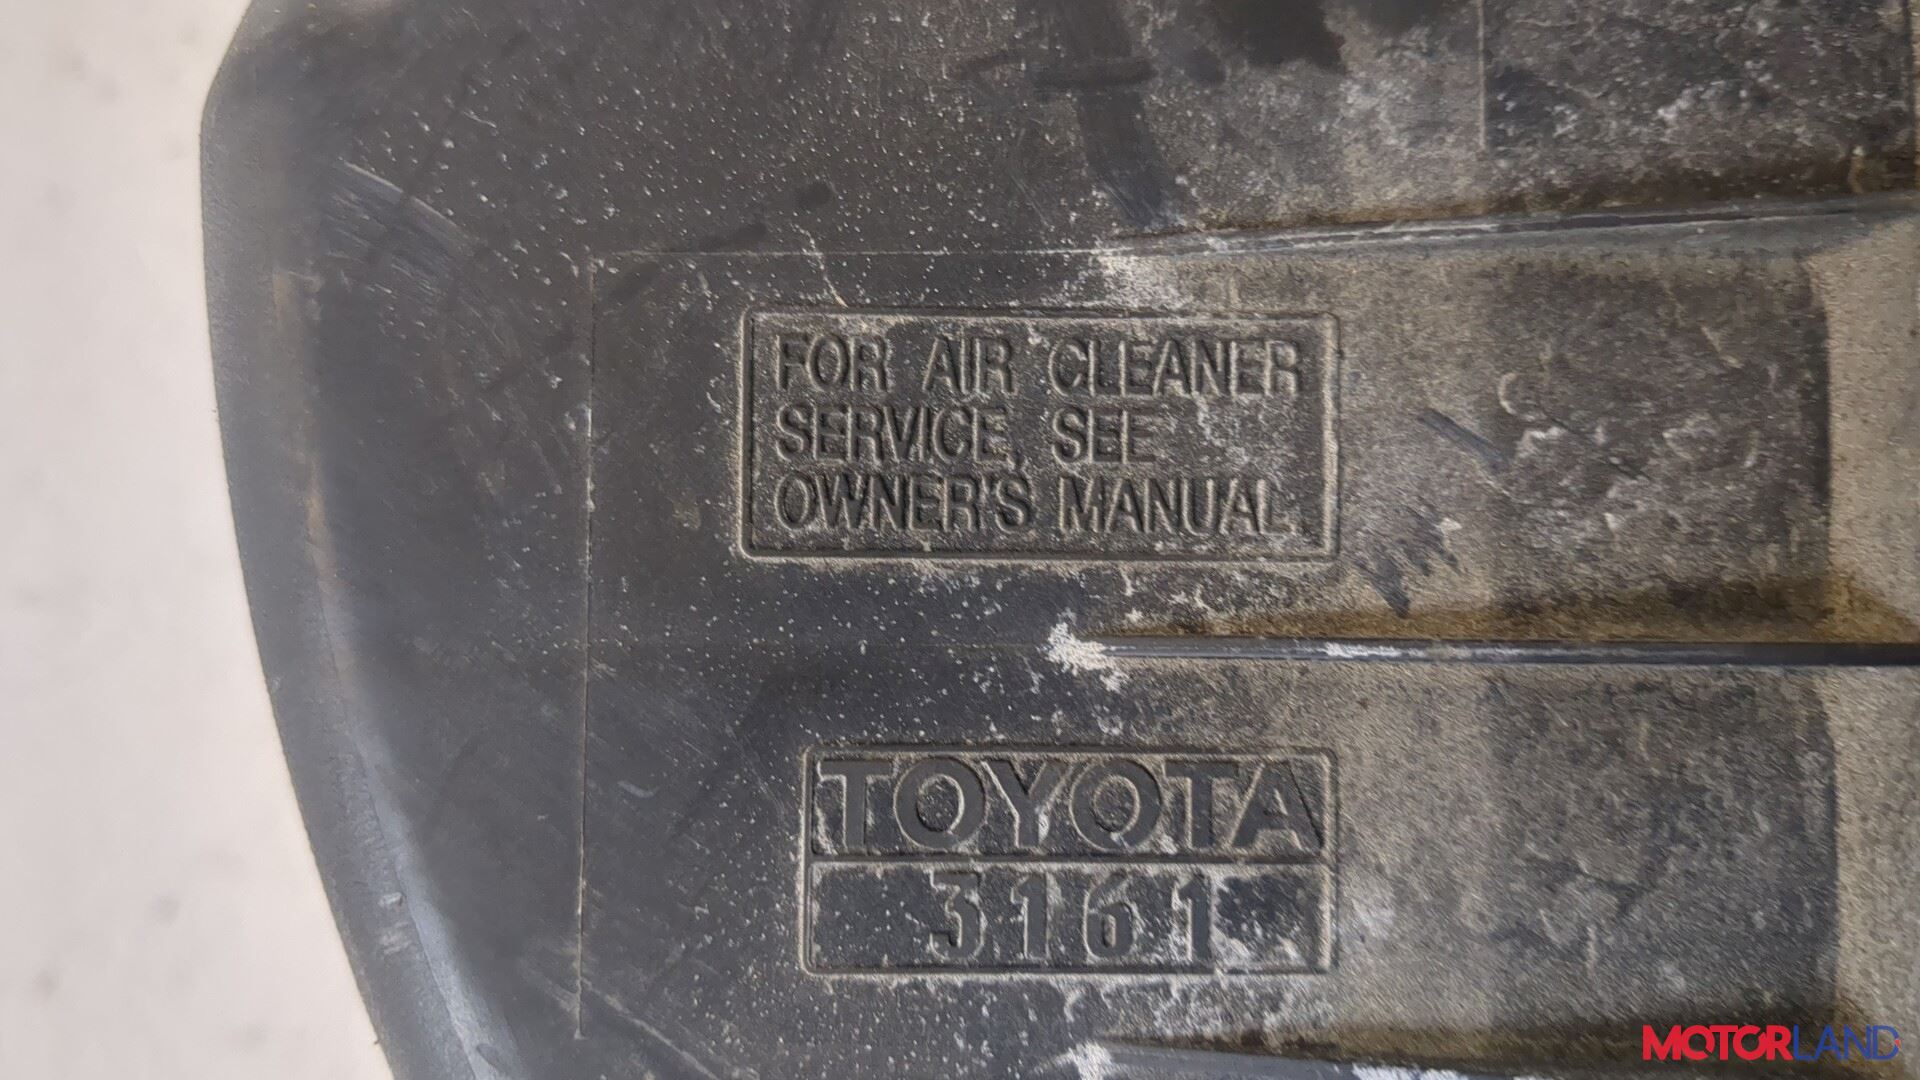 FOR AIR CLEANER
SERVICE, SEE
OWNER'S MANUAL.
TOYOTA
3161
MOTORLAND